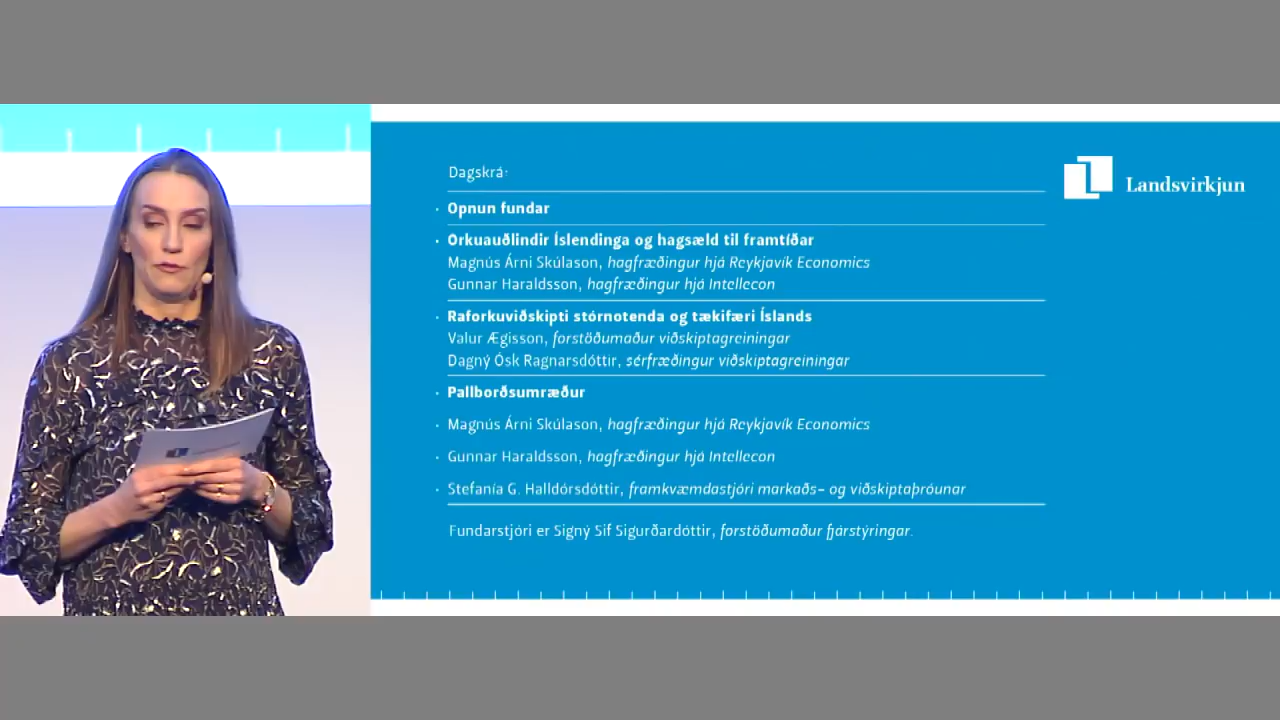 Dagskrá:
Landsvirkjun
Opnun fundar
Orkuauðlindir Íslendinga og hagsæld til framtíðar
Magnús Árni Skúlason, hagfræðingur hjá Reykjavík Economics
Gunnar Haraldsson, hagfræðingur hjá Intellecon
Raforkuviðskipti stórnotenda og tækifæri Íslands
Valur Ægisson, forstöðumaður viðskiptagreiningar
Dagný Ósk Ragnarsdóttir, sérfræðingur viðskiptagreiningar
Pallborðsumræður
Magnús Árni Skúlason, hagfræðingur hjá Reykjavík Economics
Gunnar Haraldsson, hagfræðingur hjá Intellecon
Stefanía G. Halldórsdóttir, framkvæmdastjóri markaðs- og viðskiptaþróunar
Fundarstjóri er Signý Sif Sigurðardóttir, forstöðumaður fjárstýringar.